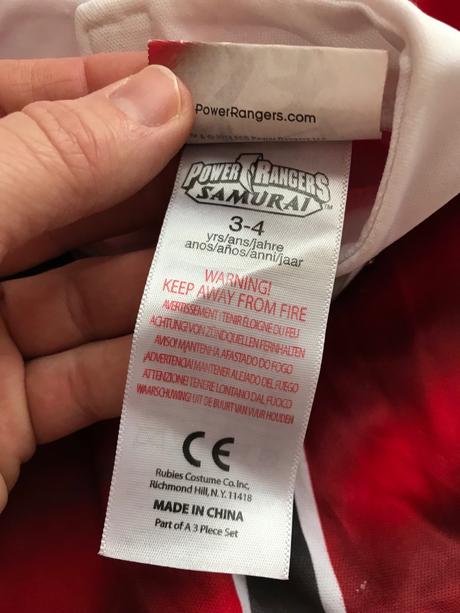 PowerRangers.com
POWER RANGERS
SAMURAI™
3-4
yrs/ans/jahre
anos/años/anni/jaar
WARNING!
KEEP AWAY FROM FIRE
AVERTISSEMENT ! TENIR ÉLOIGNE DU FEU
ACHTUNG! VON ZÜNDQUELLEN FERNHALTEN
AVISO! MANTENHA AFASTADO DO FOGO
¡ADVERTENCIA! MANTENER ALEJADO DEL FUEGO
ATTENZIONE! TENERE LONTANO DAL FUOCO
WAARSCHUWING! UIT DE BUURT VAN VUUR HOUDEN
CE
Rubies Costume Co. Inc,
Richmond Hill, N.Y. 11418
MADE IN CHINA
Part of A 3 Piece Set